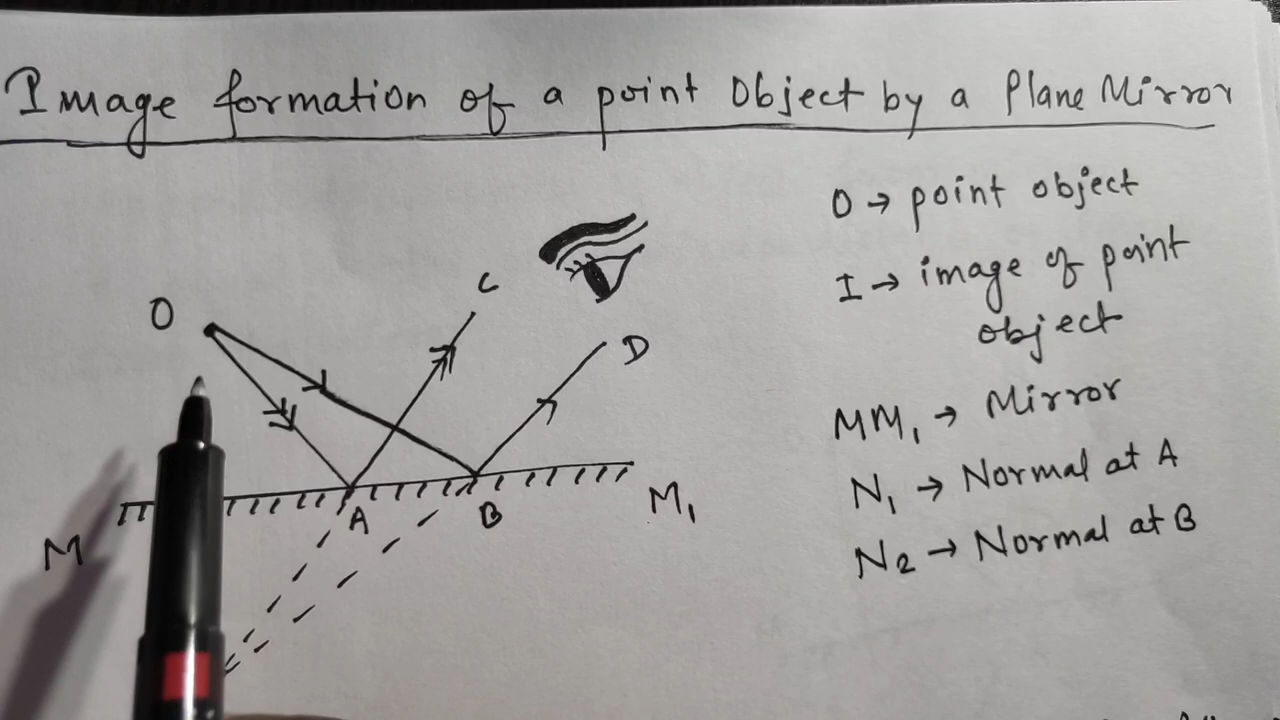 Image formation of a point Object by a Plane Mirror
O → point object
I → image of point
object
MM₁ → Mirror
N₁ → Normal at A
N₂ → Normal at B
O
C
D
A
B
M
M₁